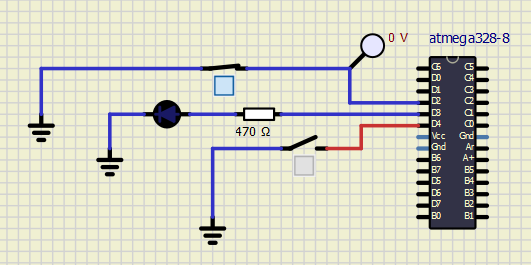 0 V
atmega328-8
C6 C5
D0 C4
D1 C3
D2 C2
D3 C1
D4 C0
Vcc Gnd
Gnd Ar
B6 A+
B7 B5
D5 B4
D6 B3
D7 B2
B0 B1
470 Ω